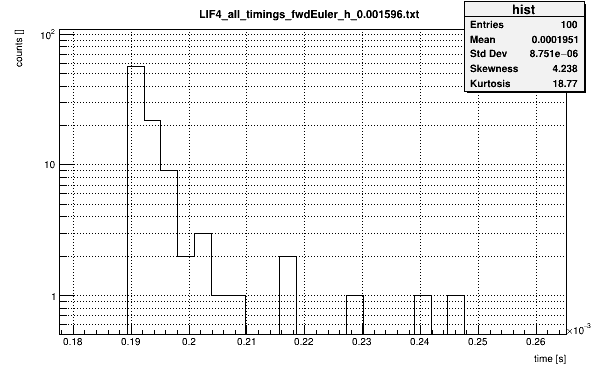 LIF4_all_timings_fwdEuler_h_0.001596.txt
hist
Entries 100
Mean 0.0001951
Std Dev 8.751e−06
Skewness 4.238
Kurtosis 18.77
counts []
10²
10
1
0.18 0.19 0.2 0.21 0.22 0.23 0.24 0.25 0.26
×10⁻³
time [s]